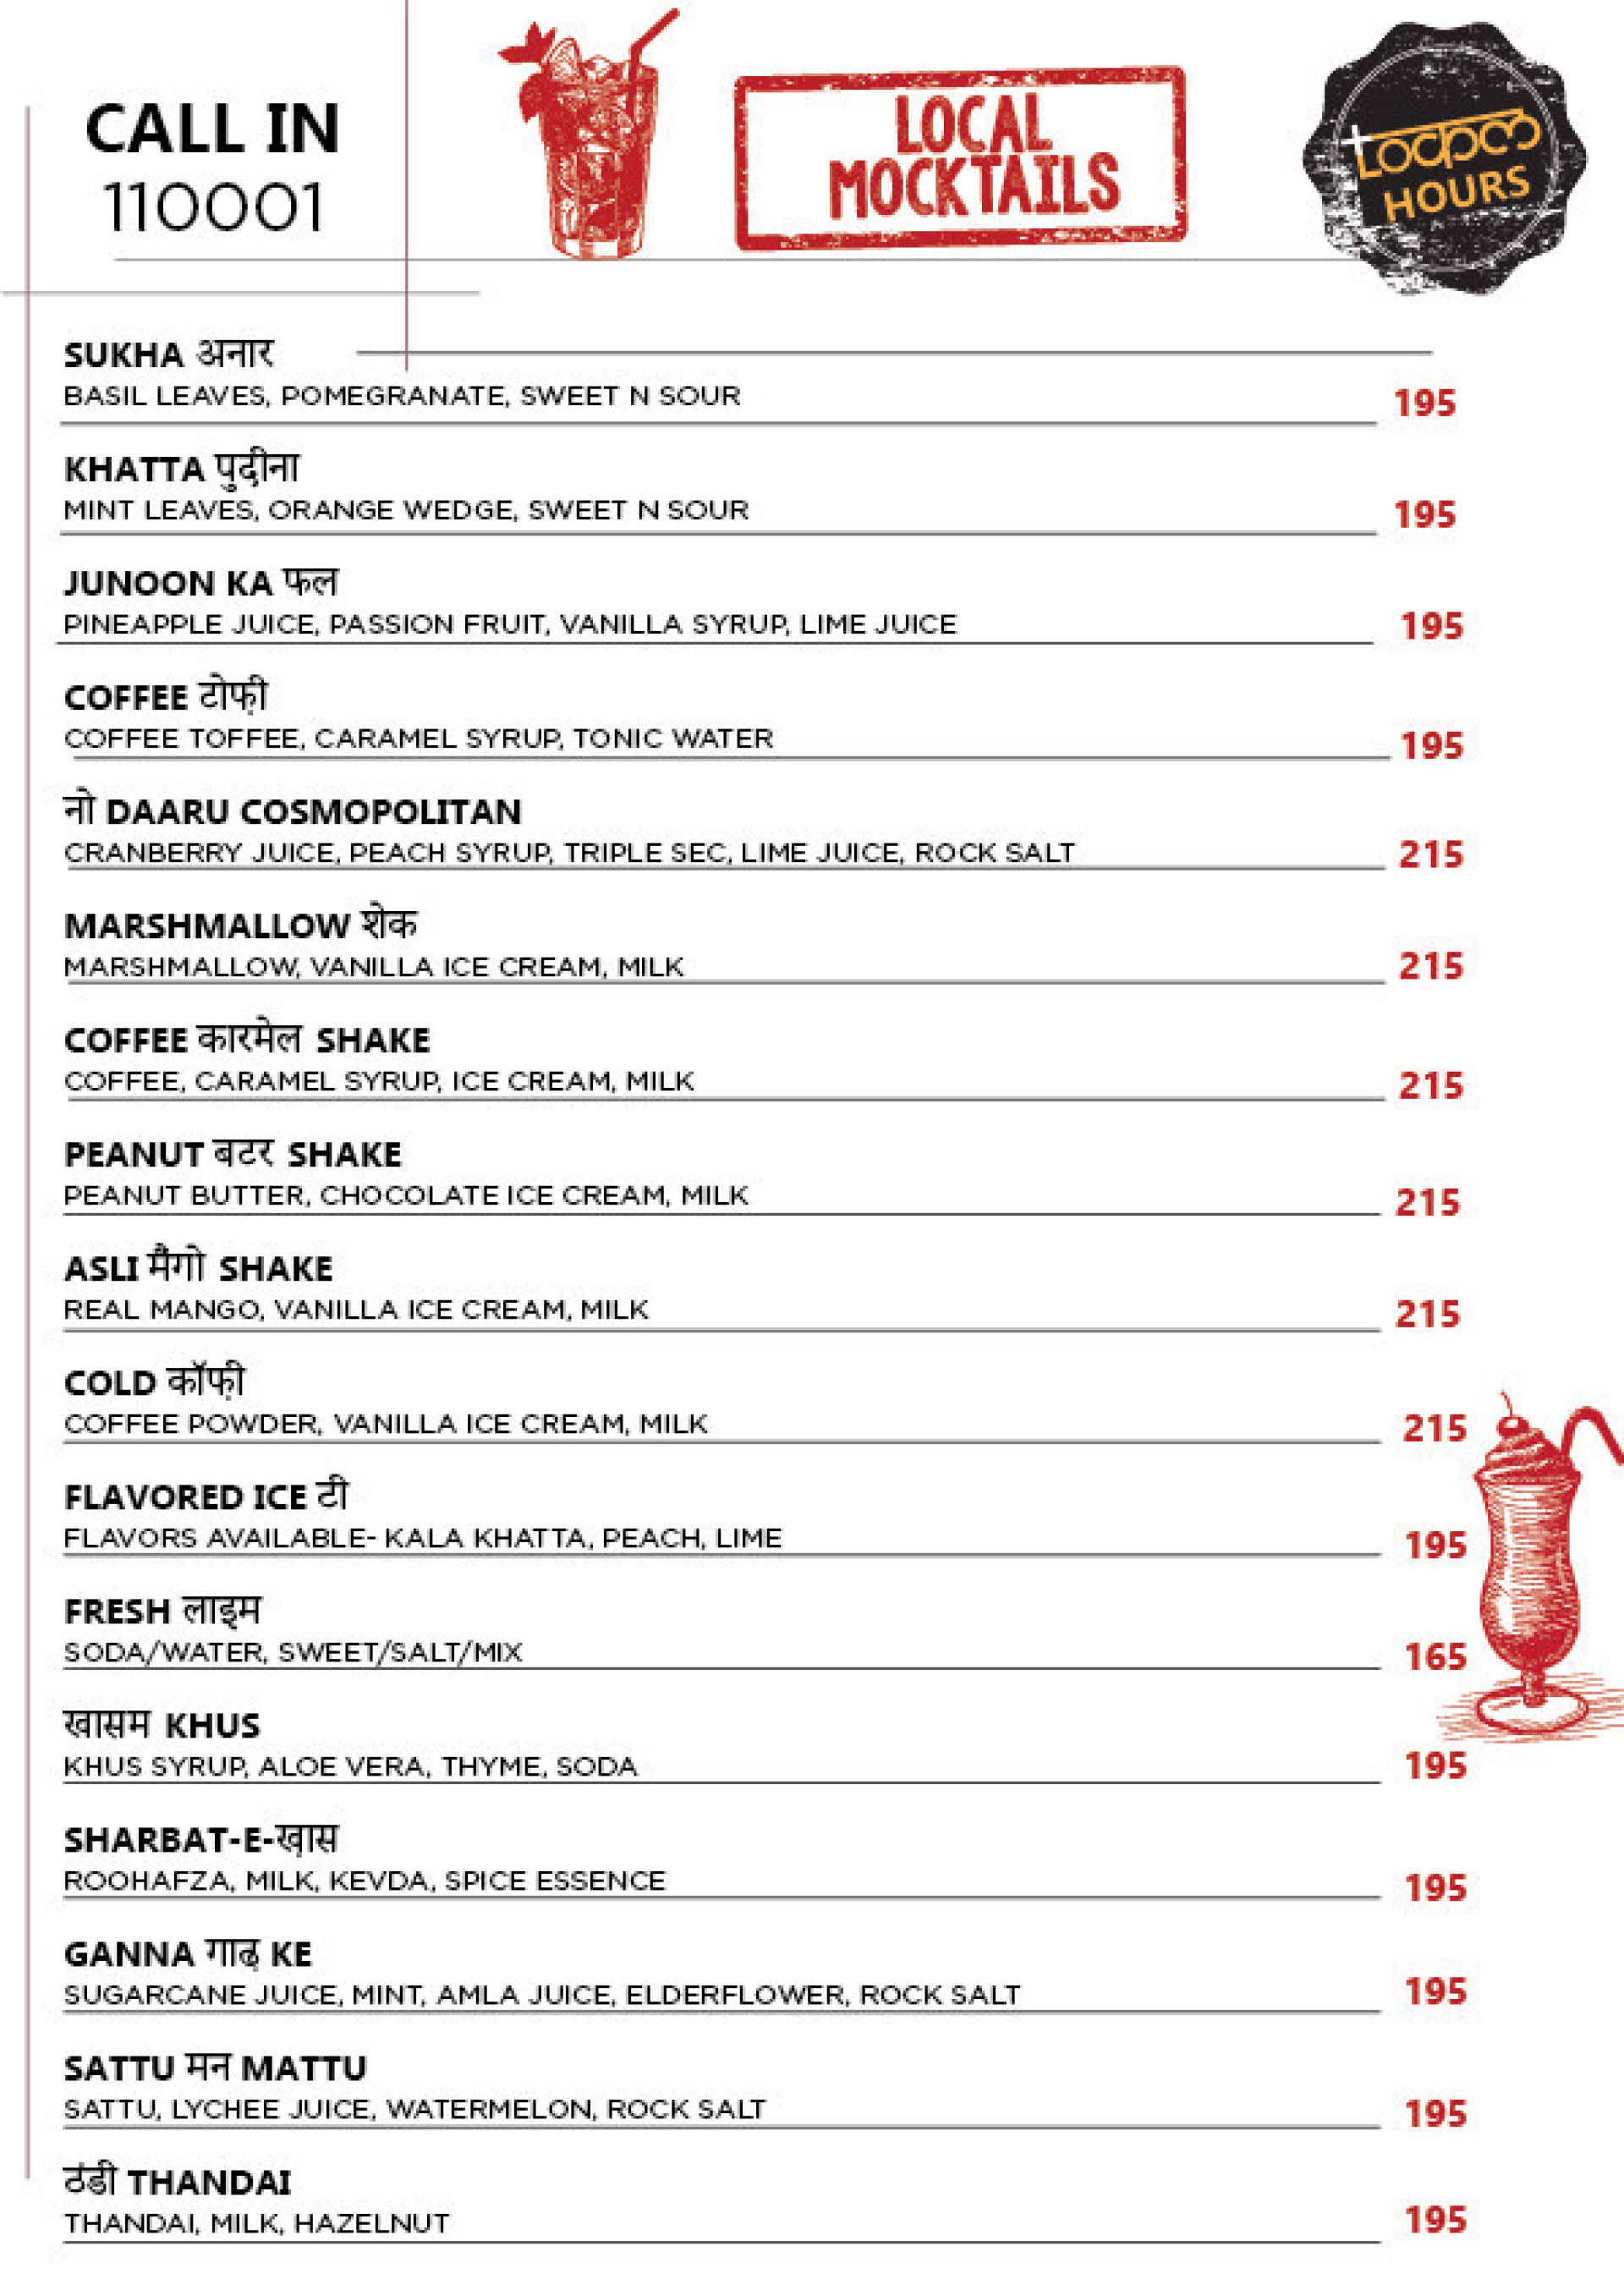 CALL IN
110001
LOCAL
MOCKTAILS
LOCAL
HOURS
SUKHA अनार
BASIL LEAVES, POMEGRANATE, SWEET N SOUR
195
KHATTA पुदीना
MINT LEAVES, ORANGE WEDGE, SWEET N SOUR
195
JUNOON KA फल
PINEAPPLE JUICE, PASSION FRUIT, VANILLA SYRUP, LIME JUICE
195
COFFEE टोफ़ी
COFFEE TOFFEE, CARAMEL SYRUP, TONIC WATER
195
नो DAARU COSMOPOLITAN
CRANBERRY JUICE, PEACH SYRUP, TRIPLE SEC, LIME JUICE, ROCK SALT
215
MARSHMALLOW शेक
MARSHMALLOW, VANILLA ICE CREAM, MILK
215
COFFEE कारमेल SHAKE
COFFEE, CARAMEL SYRUP, ICE CREAM, MILK
215
PEANUT बटर SHAKE
PEANUT BUTTER, CHOCOLATE ICE CREAM, MILK
215
ASLI मैंगो SHAKE
REAL MANGO, VANILLA ICE CREAM, MILK
215
COLD कॉफ़ी
COFFEE POWDER, VANILLA ICE CREAM, MILK
215
FLAVORED ICE टी
FLAVORS AVAILABLE- KALA KHATTA, PEACH, LIME
195
FRESH लाइम
SODA/WATER, SWEET/SALT/MIX
165
खासम KHUS
KHUS SYRUP, ALOE VERA, THYME, SODA
195
SHARBAT-E-ख़ास
ROOHAFZA, MILK, KEVDA, SPICE ESSENCE
195
GANNA गाढ़ KE
SUGARCANE JUICE, MINT, AMLA JUICE, ELDERFLOWER, ROCK SALT
195
SATTU मन MATTU
SATTU, LYCHEE JUICE, WATERMELON, ROCK SALT
195
ठंडी THANDAI
THANDAI, MILK, HAZELNUT
195